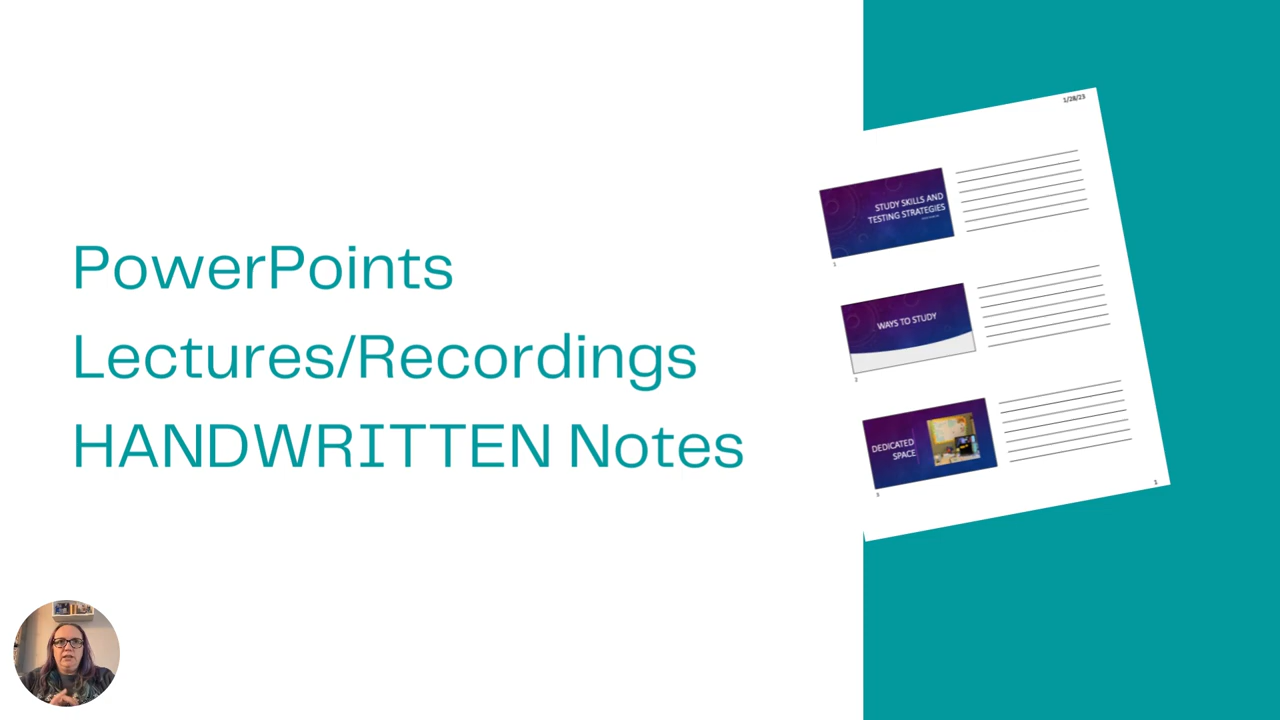 PowerPoints
Lectures/Recordings
HANDWRITTEN Notes
1/28/23
STUDY SKILLS AND
TESTING STRATEGIES
1
WAYS TO STUDY
2
DEDICATED
SPACE
3